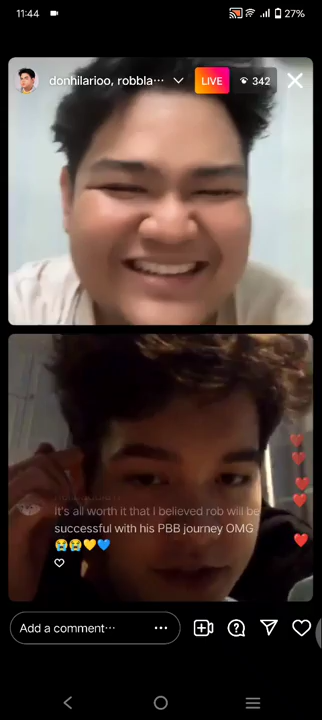 11:44
27%
donhilarioo, robbla...
LIVE
342
It's all worth it that I believed rob will be
successful with his PBB journey OMG
😭😭💛💙
Add a comment...